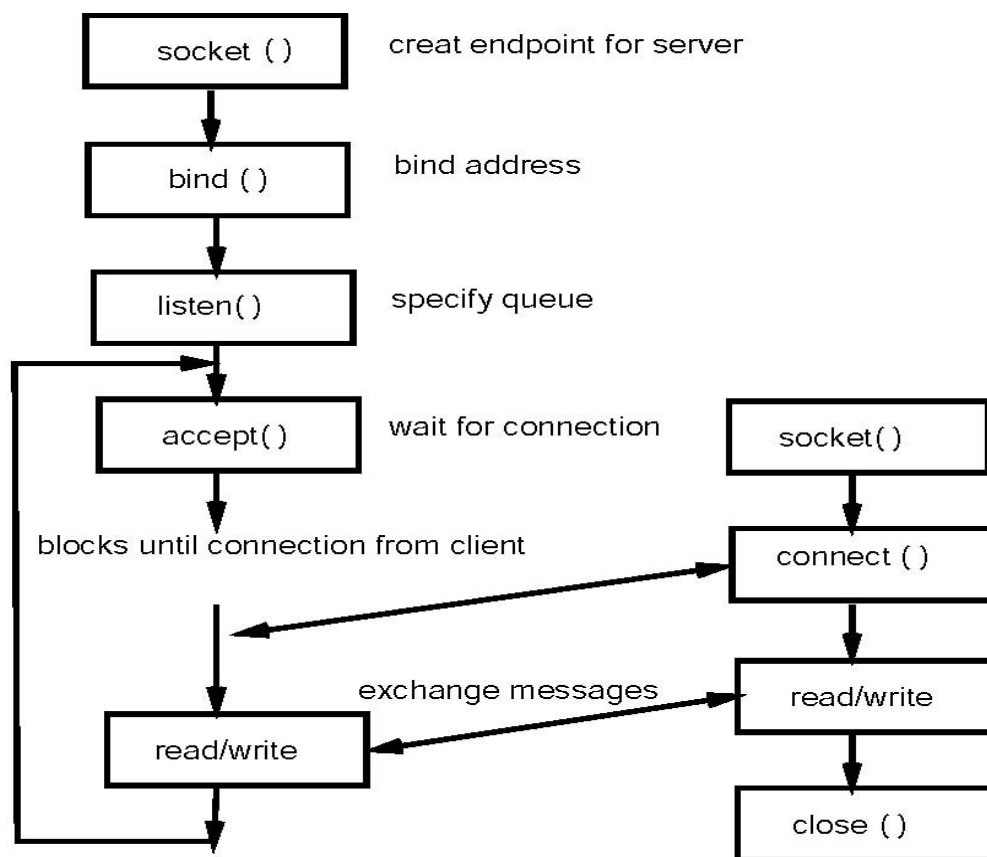 socket ()
creat endpoint for server
bind ()
bind address
listen()
specify queue
accept()
wait for connection
socket()
blocks until connection from client
connect ()
exchange messages
read/write
read/write
close ()